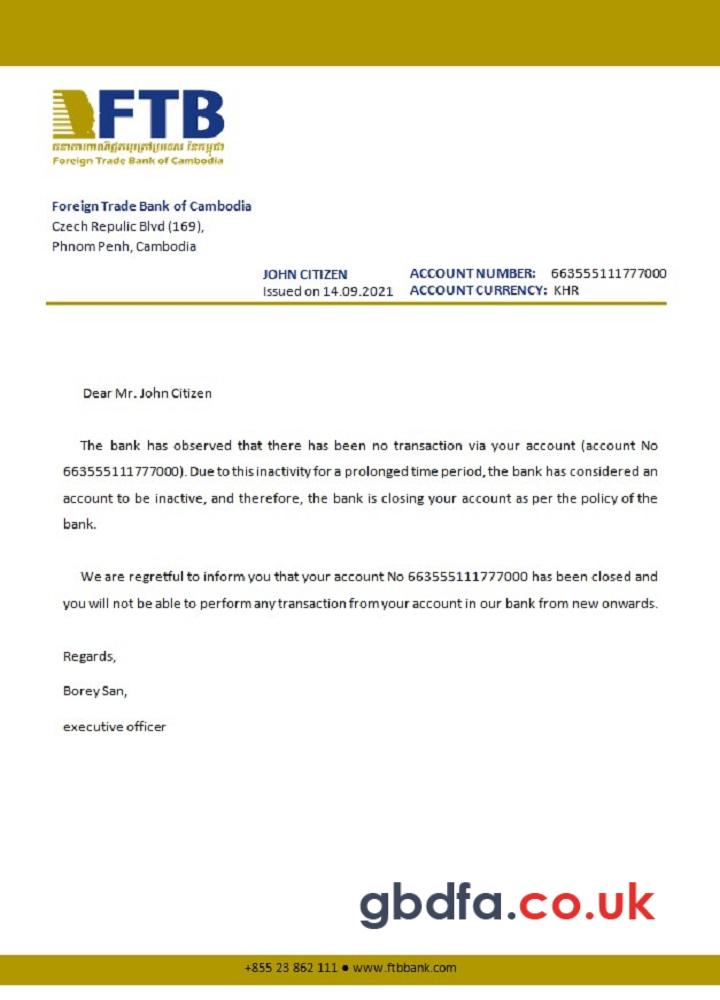 FTB
ធនាគារពាណិជ្ជកម្មក្រៅប្រទេស នៃកម្ពុជា
Foreign Trade Bank of Cambodia
Foreign Trade Bank of Cambodia
Czech Repulic Blvd (169),
Phnom Penh, Cambodia
JOHN CITIZEN ACCOUNT NUMBER: 663555111777000
Issued on 14.09.2021 ACCOUNT CURRENCY: KHR
Dear Mr. John Citizen
The bank has observed that there has been no transaction via your account (account No
663555111777000). Due to this inactivity for a prolonged time period, the bank has considered an
account to be inactive, and therefore, the bank is closing your account as per the policy of the
bank.
We are regretful to inform you that your account No 663555111777000 has been closed and
you will not be able to perform any transaction from your account in our bank from new onwards.
Regards,
Borey San,
executive officer
gbdfa.co.uk
+855 23 862 111 ● www.ftbbank.com